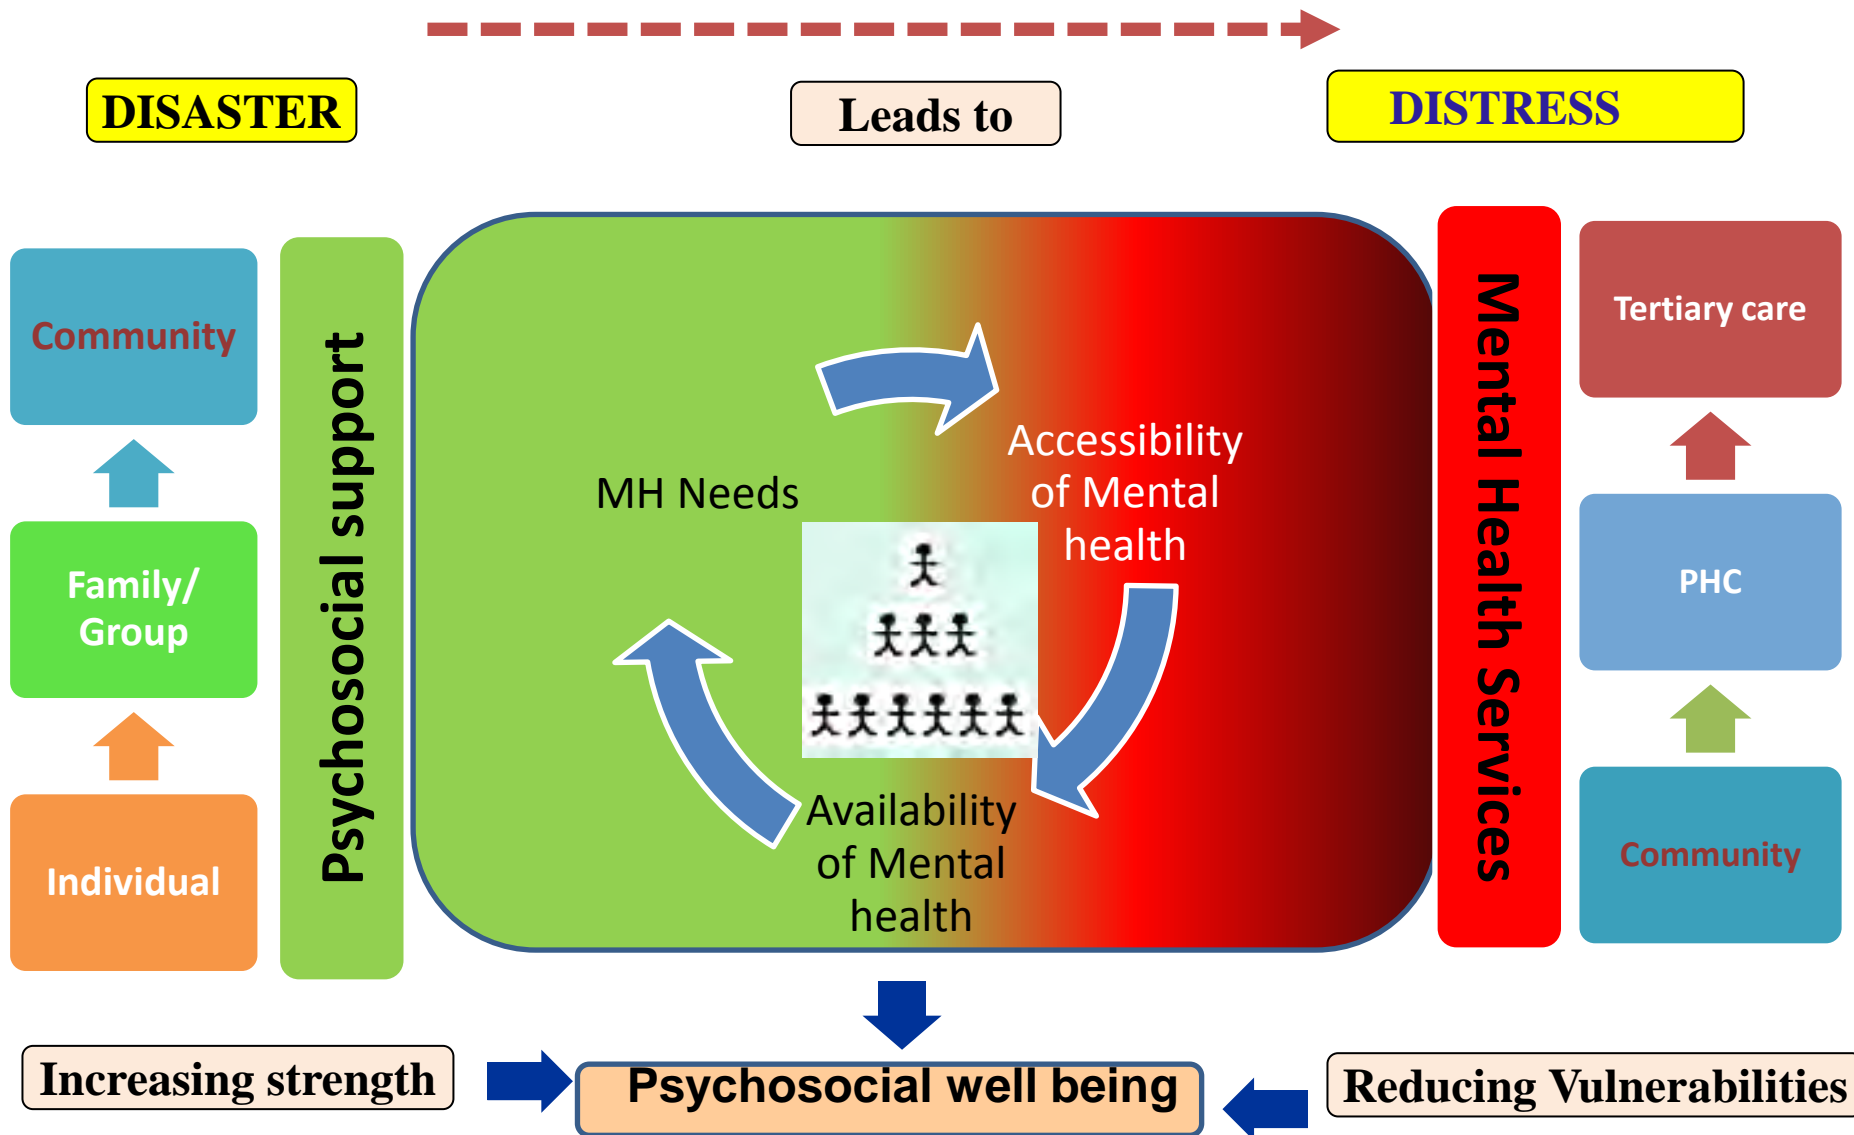 DISASTER
Leads to
DISTRESS
Community
Family/
Group
Individual
Psychosocial support
MH Needs
Accessibility
of Mental
health
Availability
of Mental
health
Mental Health Services
Tertiary care
PHC
Community
Increasing strength
Psychosocial well being
Reducing Vulnerabilities